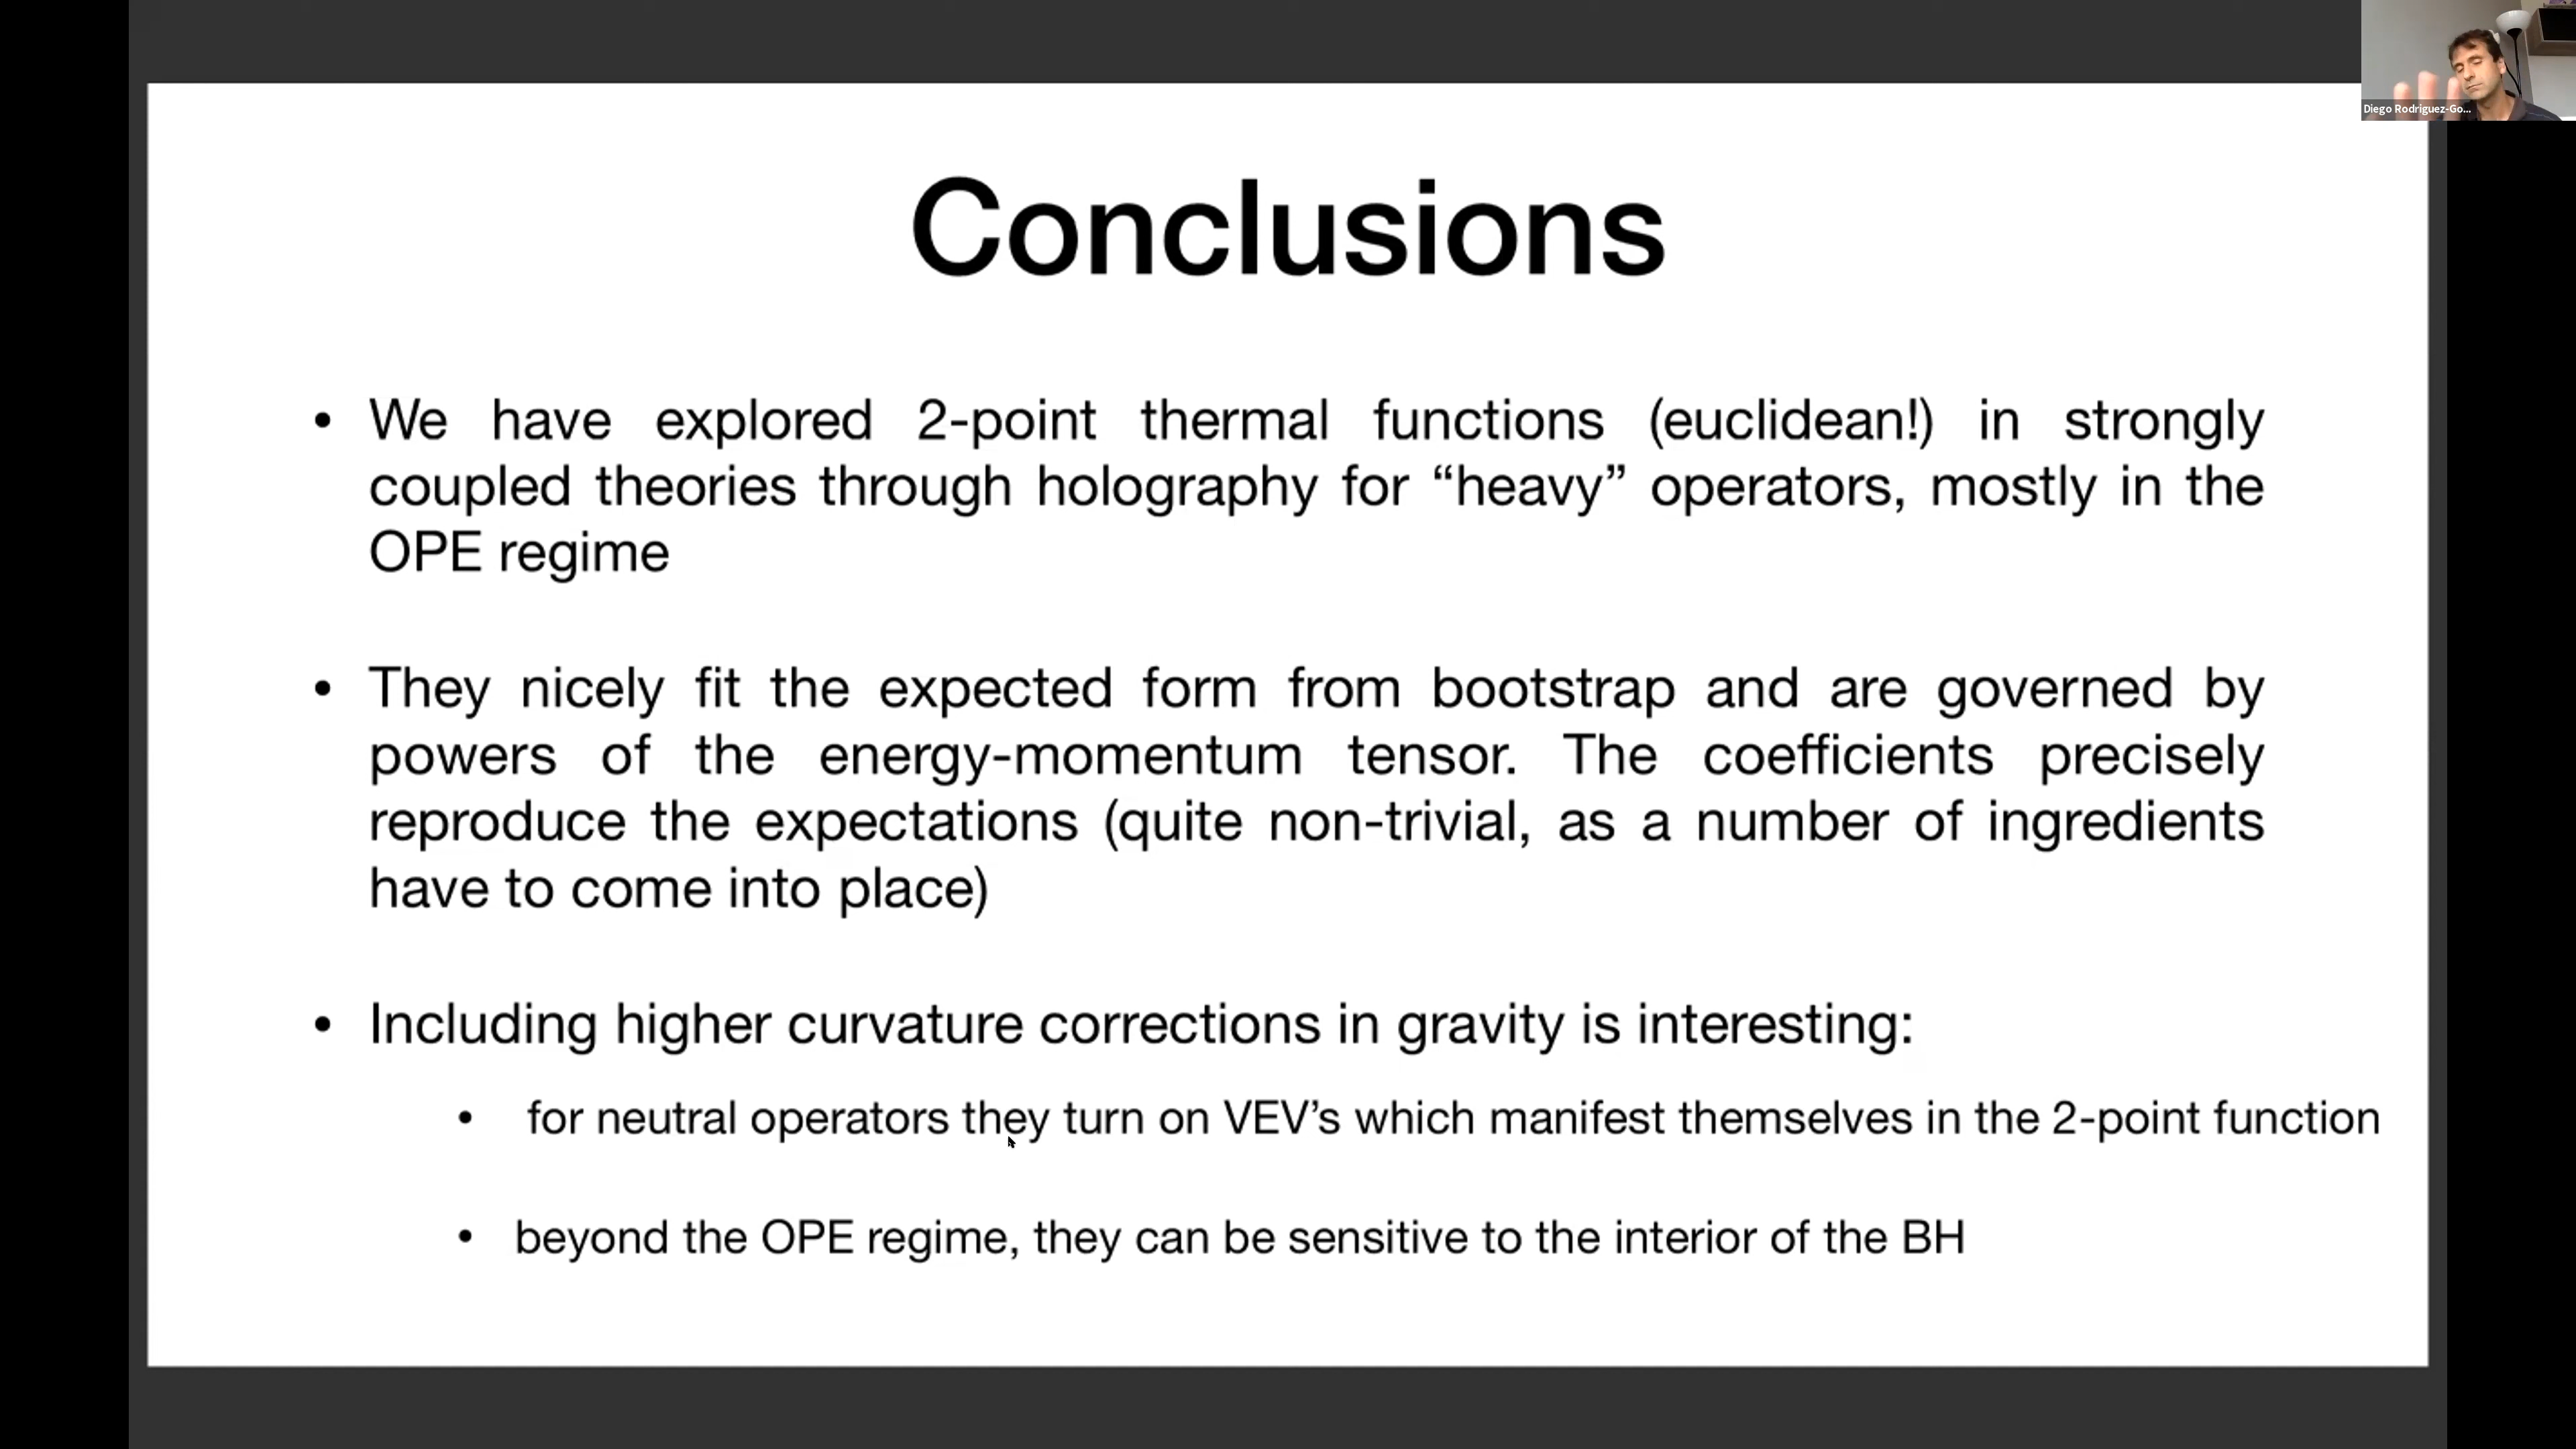 Diego Rodriguez-Go...
Conclusions
• We have explored 2-point thermal functions (euclidean!) in strongly
coupled theories through holography for “heavy” operators, mostly in the
OPE regime
• They nicely fit the expected form from bootstrap and are governed by
powers of the energy-momentum tensor. The coefficients precisely
reproduce the expectations (quite non-trivial, as a number of ingredients
have to come into place)
• Including higher curvature corrections in gravity is interesting:
• for neutral operators they turn on VEV’s which manifest themselves in the 2-point function
• beyond the OPE regime, they can be sensitive to the interior of the BH